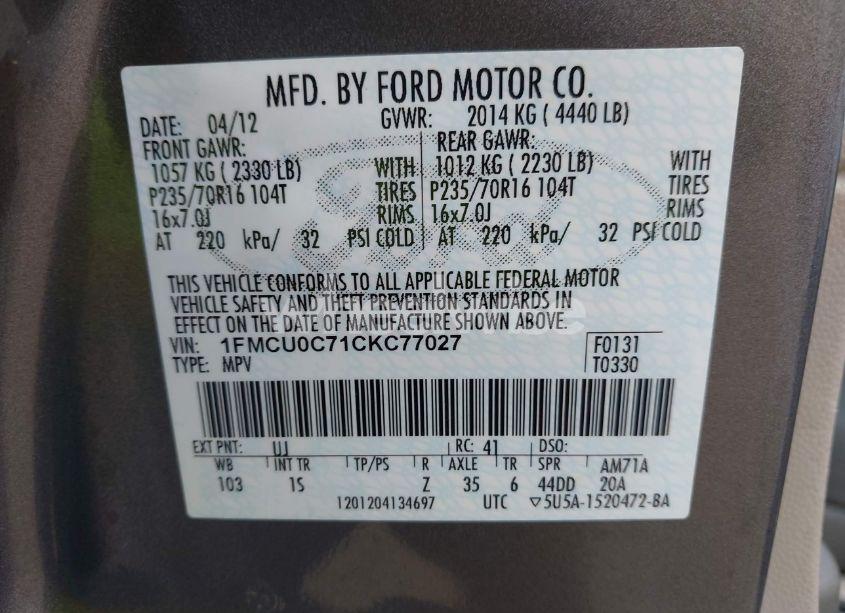 MFD. BY FORD MOTOR CO.
DATE: 04/12 GVWR: 2014 KG ( 4440 LB)
FRONT GAWR: REAR GAWR:
1057 KG ( 2330 LB) WITH 1012 KG ( 2230 LB) WITH
P235/70R16 104T TIRES P235/70R16 104T TIRES
16x7.0J RIMS 16x7.0J RIMS
AT 220 kPa/ 32 PSI COLD AT 220 kPa/ 32 PSI COLD
THIS VEHICLE CONFORMS TO ALL APPLICABLE FEDERAL MOTOR
VEHICLE SAFETY AND THEFT PREVENTION STANDARDS IN
EFFECT ON THE DATE OF MANUFACTURE SHOWN ABOVE.
VIN: 1FMCU0C71CKC77027 F0131
TYPE: MPV T0330
EXT PNT: UJ RC: 41 DSO:
WB INT TR TP/PS R AXLE TR SPR AM71A
103 1S Z 35 6 44DD 20A
1201204134697 UTC ▽5U5A-1520472-BA